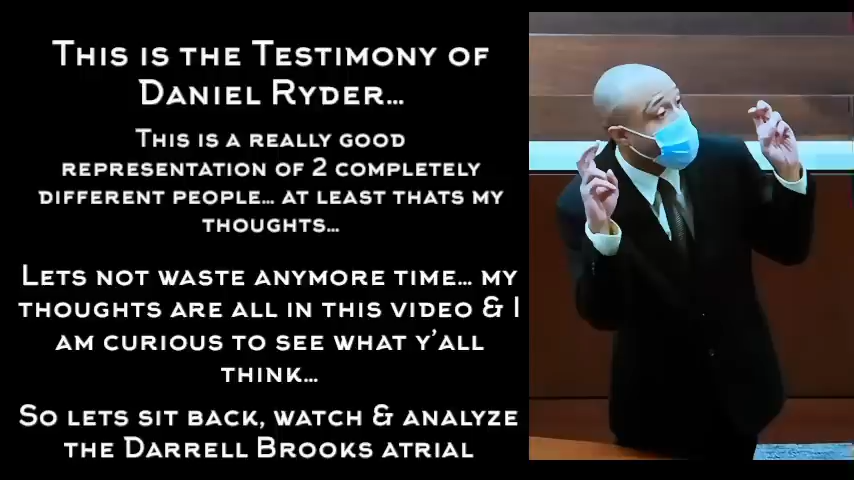 This is the Testimony of
Daniel Ryder...
This is a really good
representation of 2 completely
different people... at least thats my
thoughts...
Lets not waste anymore time... my
thoughts are all in this video & I
am curious to see what y'all
think...
So lets sit back, watch & analyze
the Darrell Brooks atrial